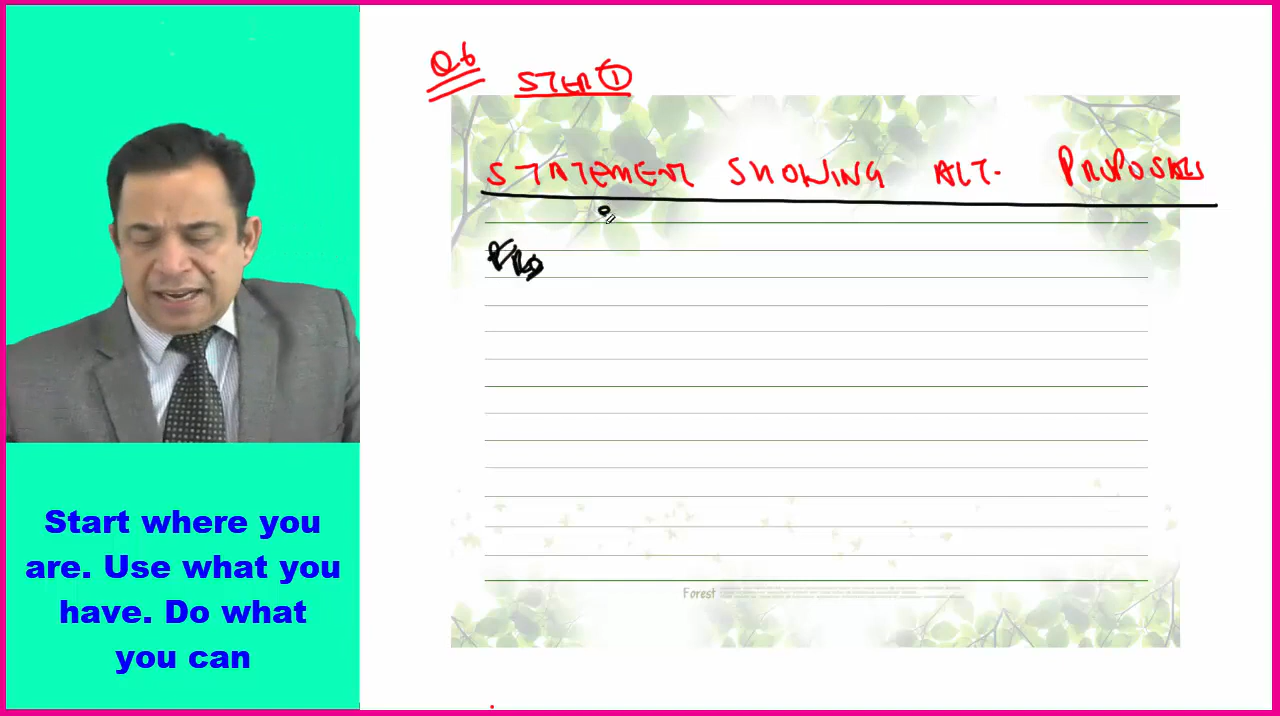 Q6
STEP ①
STATEMENT SHOWING ALT. PROPOSALS
Start where you
are. Use what you
have. Do what
you can
Forest